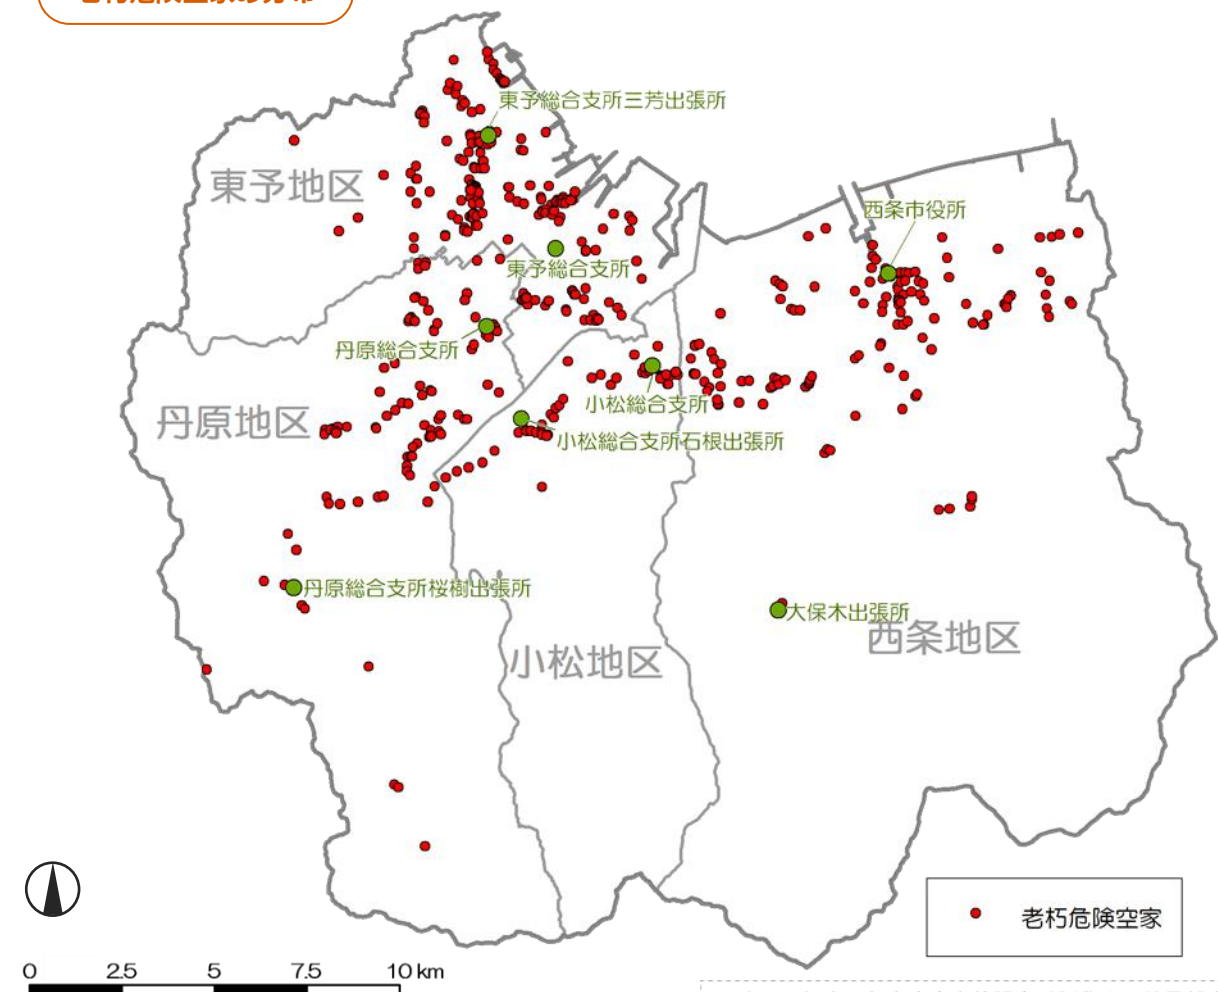 東予総合支所三芳出張所
東予地区
西条市役所
東予総合支所
丹原総合支所
小松総合支所
丹原地区
小松総合支所石根出張所
丹原総合支所桜樹出張所
大保木出張所
西条地区
小松地区
老朽危険空家
0 2.5 5 7.5 10 km